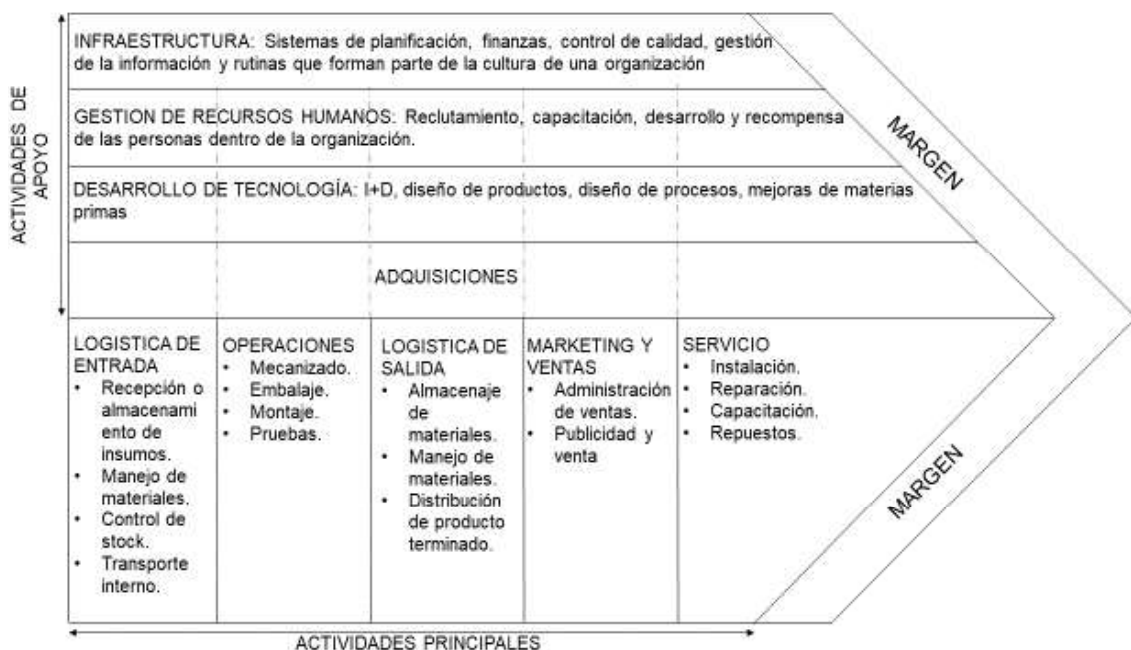 ACTIVIDADES DE
APOYO
INFRAESTRUCTURA: Sistemas de planificación, finanzas, control de calidad, gestión
de la información y rutinas que forman parte de la cultura de una organización
GESTION DE RECURSOS HUMANOS: Reclutamiento, capacitación, desarrollo y recompensa
de las personas dentro de la organización.
DESARROLLO DE TECNOLOGÍA: I+D, diseño de productos, diseño de procesos, mejoras de materias
primas
ADQUISICIONES
MARGEN
LOGISTICA DE
ENTRADA
• Recepción o
almacenami
ento de
insumos.
• Manejo de
materiales.
• Control de
stock.
• Transporte
interno.
OPERACIONES
• Mecanizado.
• Embalaje.
• Montaje.
• Pruebas.
LOGISTICA DE
SALIDA
• Almacenaje
de
materiales.
• Manejo de
materiales.
• Distribución
de producto
terminado.
MARKETING Y
VENTAS
• Administración
de ventas.
• Publicidad y
venta
SERVICIO
• Instalación.
• Reparación.
• Capacitación.
• Repuestos.
MARGEN
ACTIVIDADES PRINCIPALES